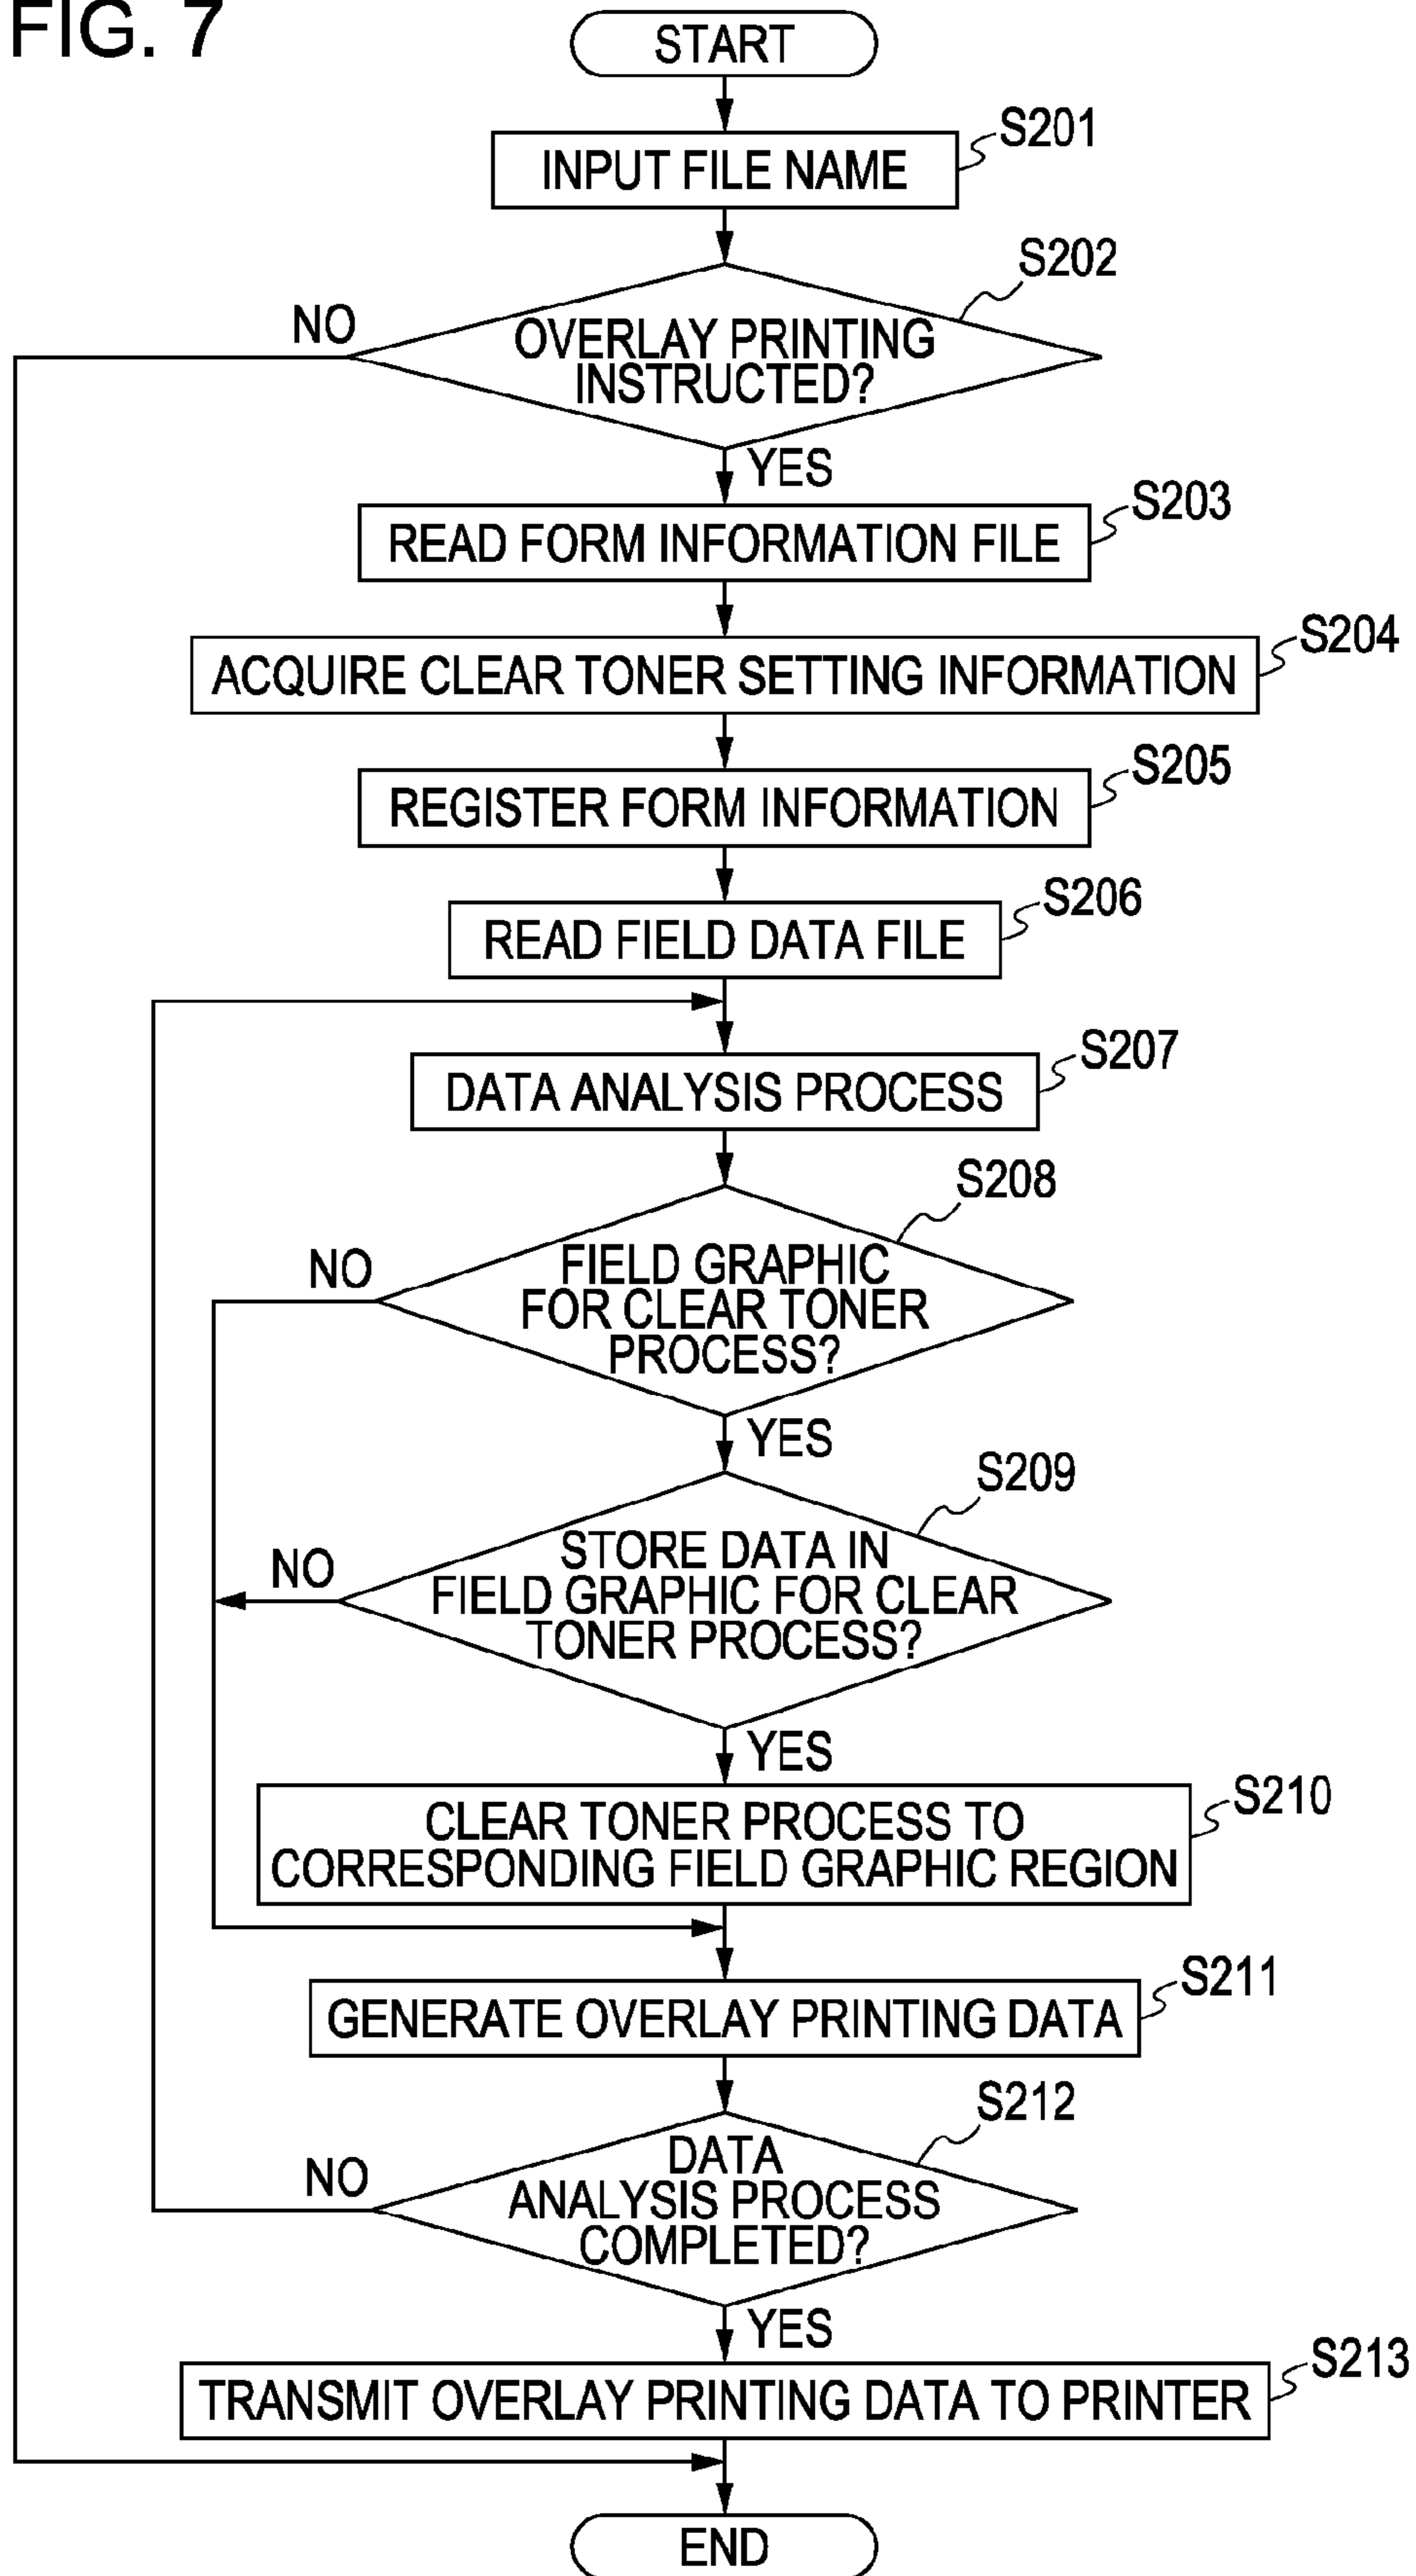 FIG. 7
START
INPUT FILE NAME
S201
OVERLAY PRINTING
INSTRUCTED?
S202
NO
YES
READ FORM INFORMATION FILE
S203
ACQUIRE CLEAR TONER SETTING INFORMATION
S204
REGISTER FORM INFORMATION
S205
READ FIELD DATA FILE
S206
DATA ANALYSIS PROCESS
S207
FIELD GRAPHIC
FOR CLEAR TONER
PROCESS?
S208
NO
YES
STORE DATA IN
FIELD GRAPHIC FOR CLEAR
TONER PROCESS?
S209
NO
YES
CLEAR TONER PROCESS TO
CORRESPONDING FIELD GRAPHIC REGION
S210
GENERATE OVERLAY PRINTING DATA
S211
DATA
ANALYSIS PROCESS
COMPLETED?
S212
NO
YES
TRANSMIT OVERLAY PRINTING DATA TO PRINTER
S213
END